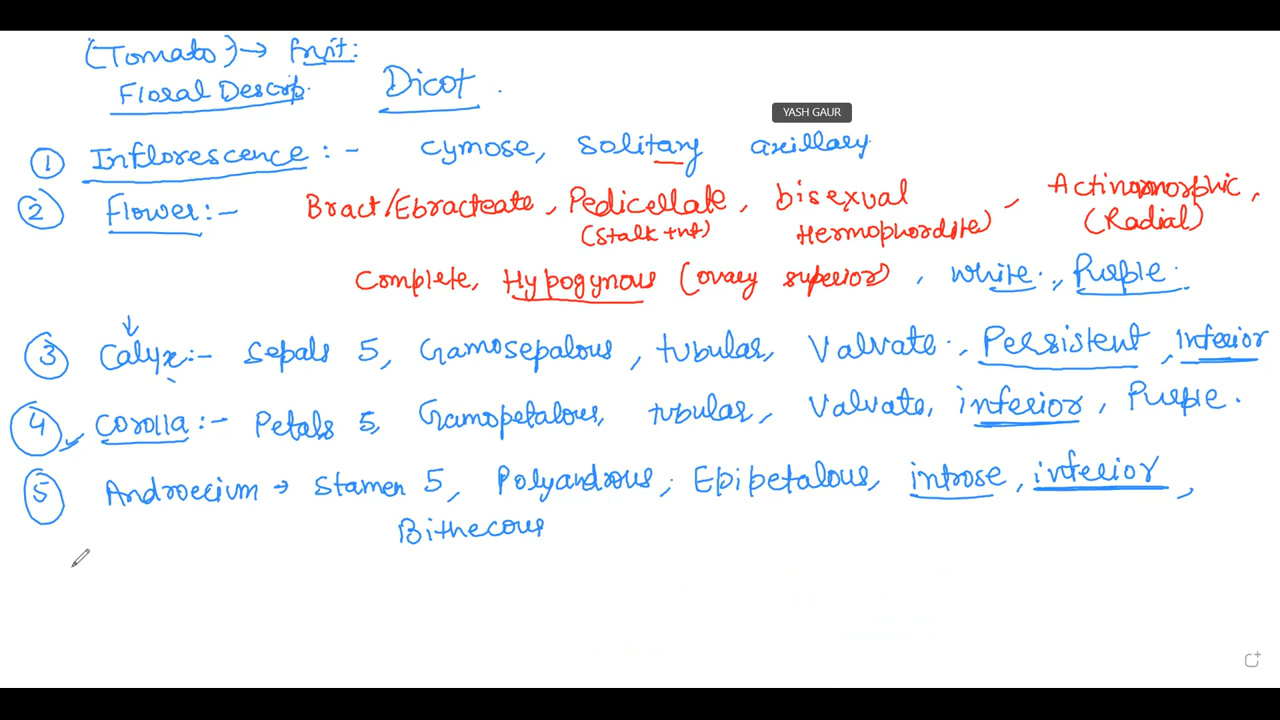 (Tomato) → fruit:
Floral Descrip. Dicot.
YASH GAUR
① Inflorescence :- cymose, solitary axillary.
② Flower:- Bract/Ebracteate, Pedicellate, bisexual, Actinomorphic,
(Stalk +nt) Hermophordite) (Radial)
Complete, Hypogynous (ovary superior), white., Purple.
③ Calyx:- Sepals 5, Gamosepalous, tubular, Valvate., Persistent, Inferior
④ Corolla:- Petals 5, Gamopetalous, tubular, Valvate, inferior, Purple.
⑤ Androecium → Stamen 5, Polyandrous, Epipetalous, introse, inferior,
Bithecous